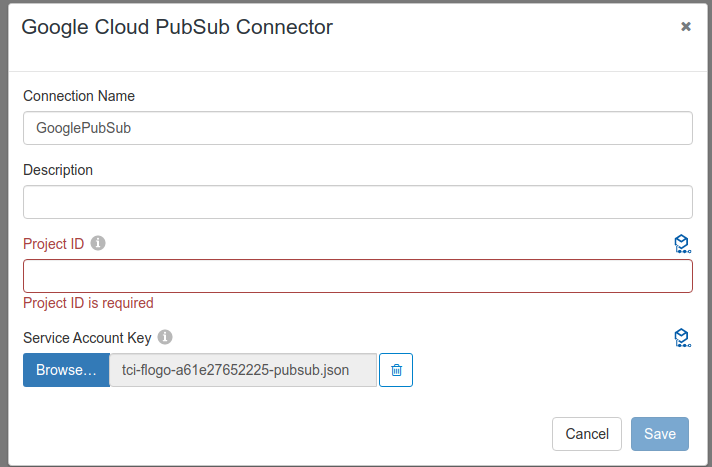 Google Cloud PubSub Connector
Connection Name
GooglePubSub
Description
Project ID
Project ID is required
Service Account Key
Browse... tci-flogo-a61e27652225-pubsub.json
Cancel Save